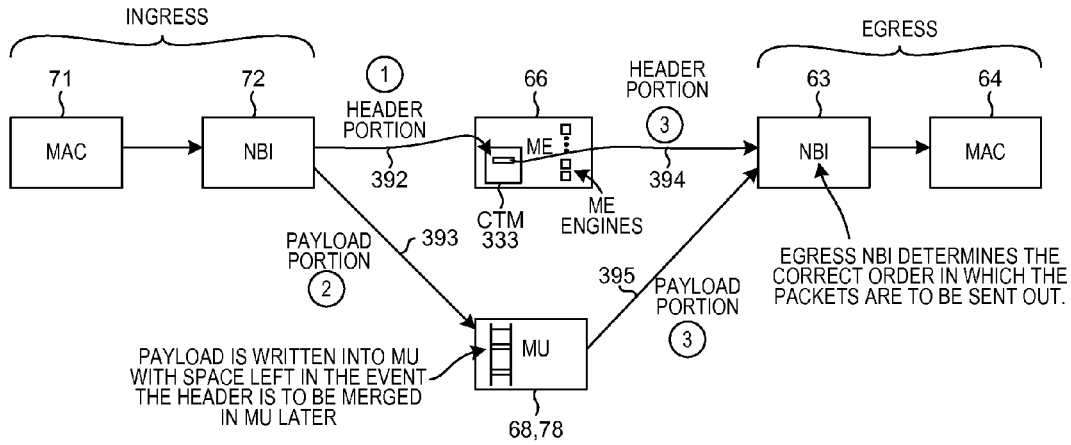 INGRESS
71
MAC
72
NBI
1
HEADER
PORTION
392
66
ME
CTM
333
ME
ENGINES
HEADER
PORTION
3
394
EGRESS
63
NBI
64
MAC
EGRESS NBI DETERMINES THE
CORRECT ORDER IN WHICH THE
PACKETS ARE TO BE SENT OUT.
393
PAYLOAD
PORTION
2
395
PAYLOAD
PORTION
3
PAYLOAD IS WRITTEN INTO MU
WITH SPACE LEFT IN THE EVENT
THE HEADER IS TO BE MERGED
IN MU LATER
MU
68,78